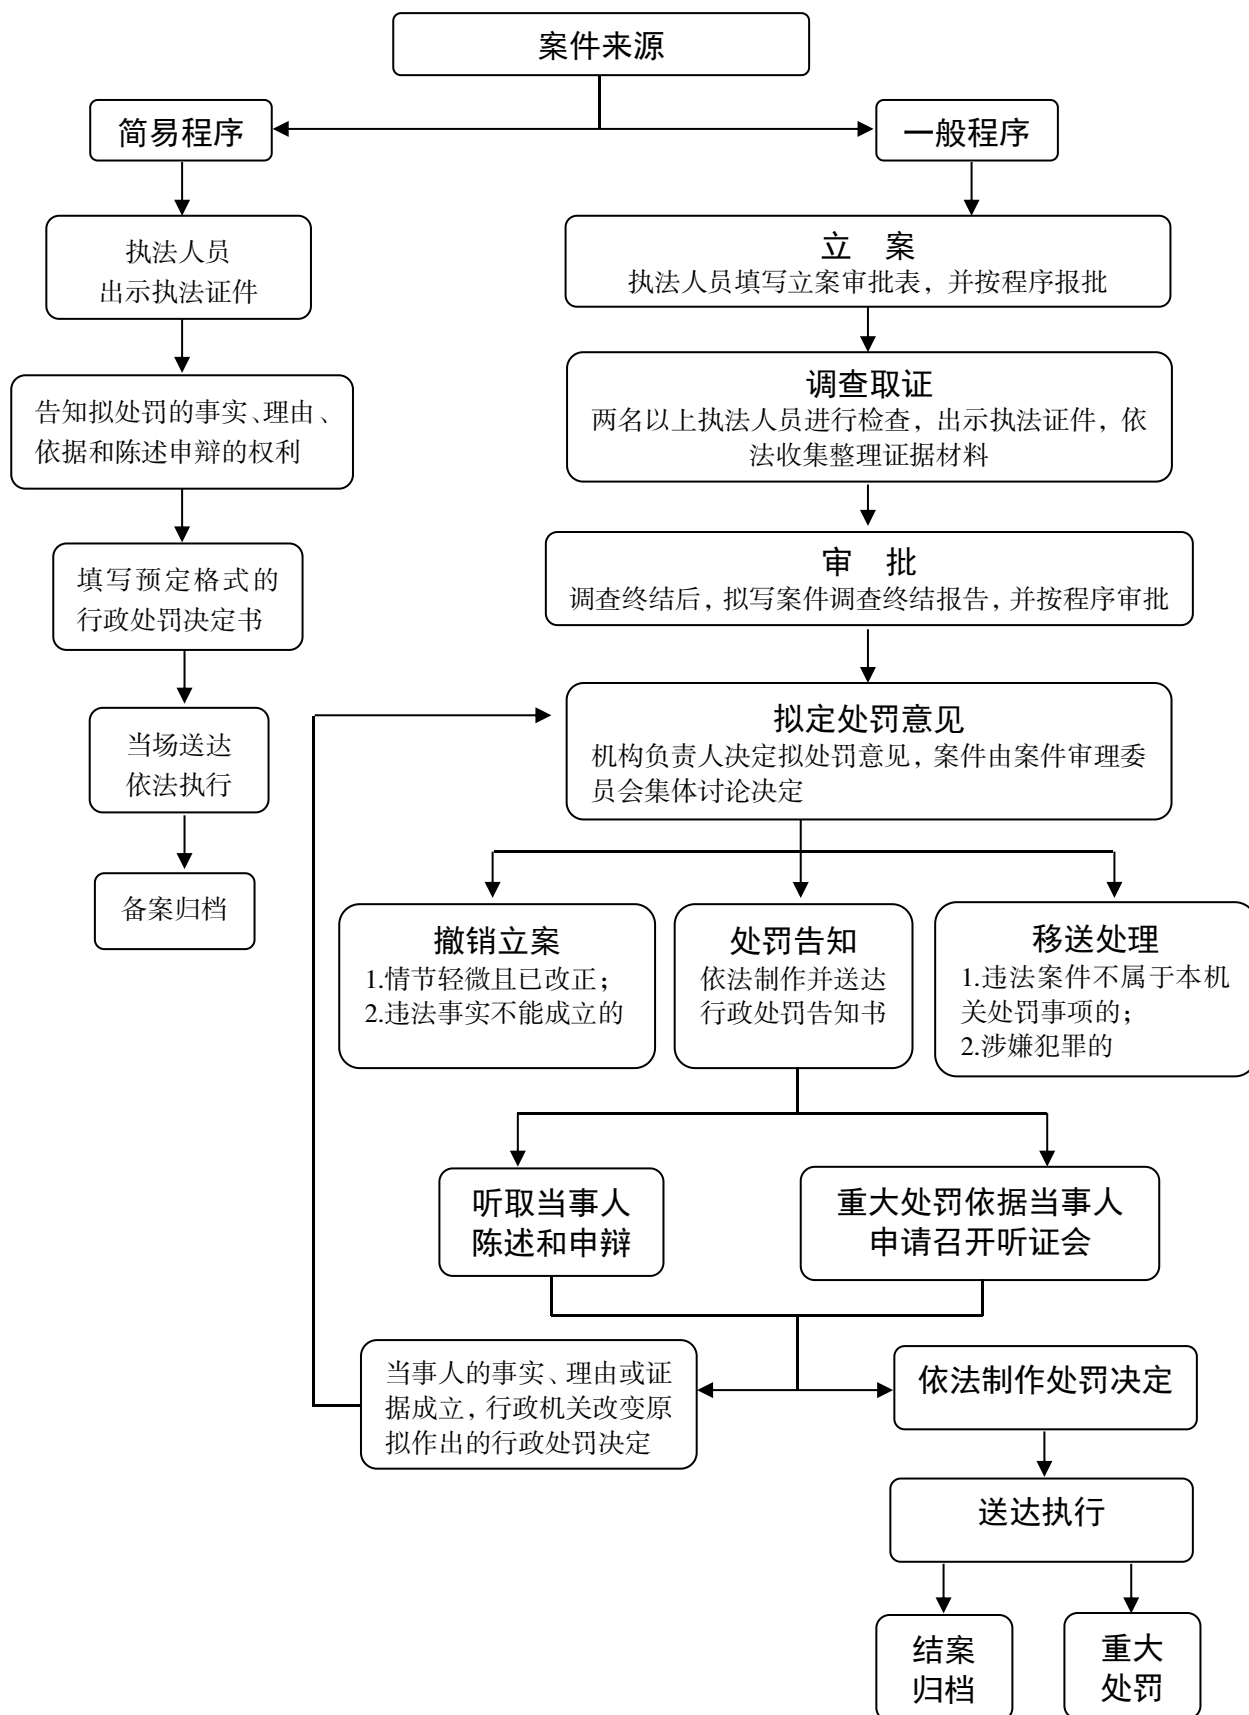 案件来源
简易程序
一般程序
执法人员
出示执法证件
立 案
执法人员填写立案审批表，并按程序报批
告知拟处罚的事实、理由、
依据和陈述申辩的权利
调查取证
两名以上执法人员进行检查，出示执法证件，依
法收集整理证据材料
填写预定格式的
行政处罚决定书
审 批
调查终结后，拟写案件调查终结报告，并按程序审批
当场送达
依法执行
拟定处罚意见
机构负责人决定拟处罚意见，案件由案件审理委
员会集体讨论决定
备案归档
撤销立案
1.情节轻微且已改正；
2.违法事实不能成立的
处罚告知
依法制作并送达
行政处罚告知书
移送处理
1.违法案件不属于本机
关处罚事项的；
2.涉嫌犯罪的
听取当事人
陈述和申辩
重大处罚依据当事人
申请召开听证会
当事人的事实、理由或证
据成立，行政机关改变原
拟作出的行政处罚决定
依法制作处罚决定
送达执行
结案
归档
重大
处罚